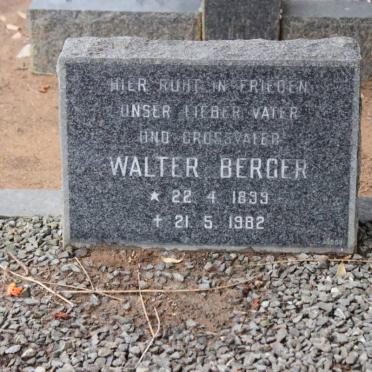 HIER RUHT IN FRIEDEN
UNSER LIEBER VATER
UND GROSSVATER
WALTER BERGER
* 22. 4. 1899
+ 21. 5. 1982